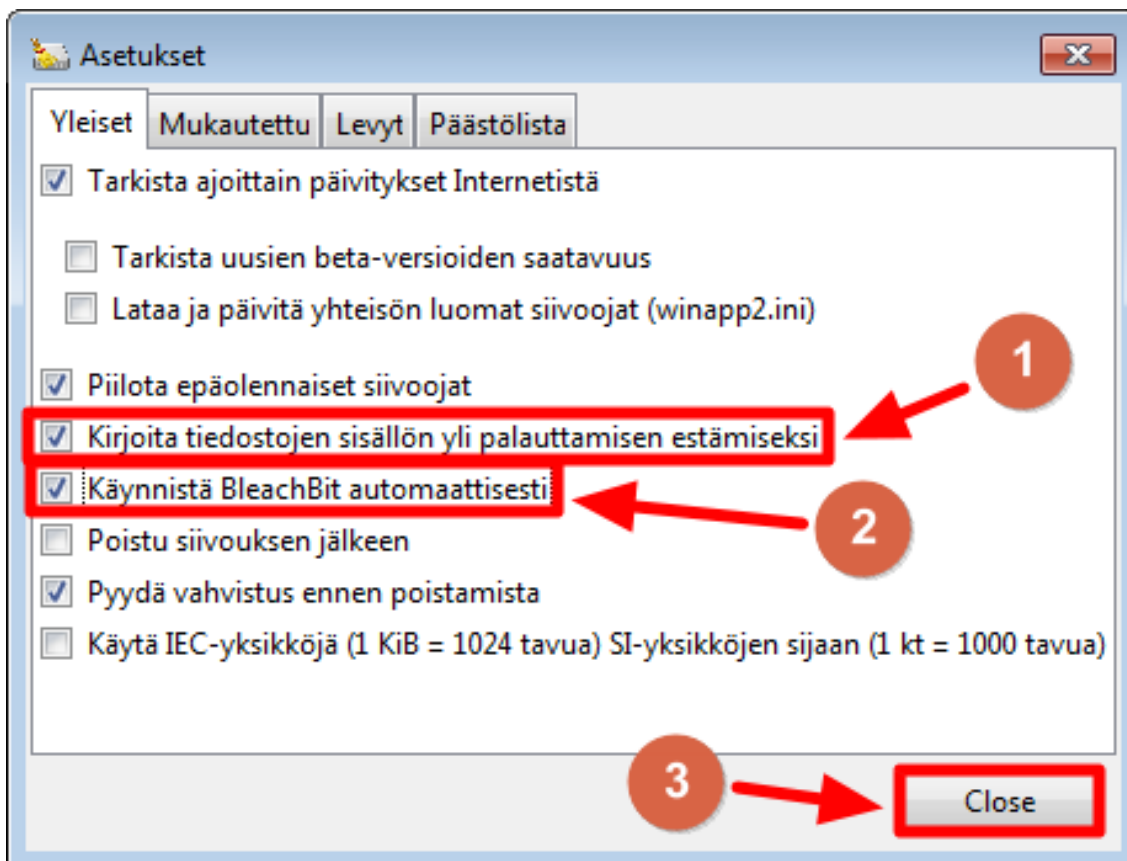 Asetukset
Yleiset Mukautettu Levyt Päästölista
Tarkista ajoittain päivitykset Internetistä
Tarkista uusien beta-versioiden saatavuus
Lataa ja päivitä yhteisön luomat siivoojat (winapp2.ini)
1
Piilota epäolennaiset siivoojat
Kirjoita tiedostojen sisällön yli palauttamisen estämiseksi
Käynnistä BleachBit automaattisesti
2
Poistu siivouksen jälkeen
Pyydä vahvistus ennen poistamista
Käytä IEC-yksikköjä (1 KiB = 1024 tavua) SI-yksikköjen sijaan (1 kt = 1000 tavua)
3
Close